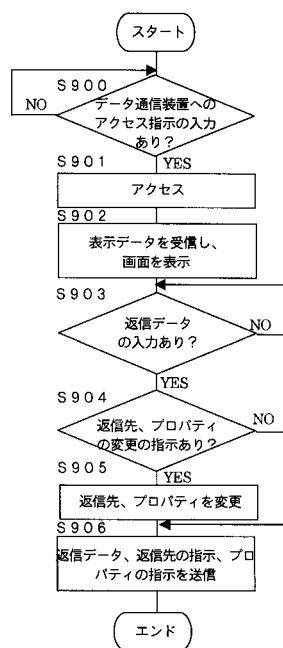 スタート
S900
データ通信装置への
アクセス指示の入力
あり？
NO
YES
S901
アクセス
S902
表示データを受信し、
画面を表示
S903
返信データ
の入力あり？
NO
YES
S904
返信先、プロパティ
の変更の指示あり？
NO
YES
S905
返信先、プロパティを変更
S906
返信データ、返信先の指示、プロ
パティの指示を送信
エンド